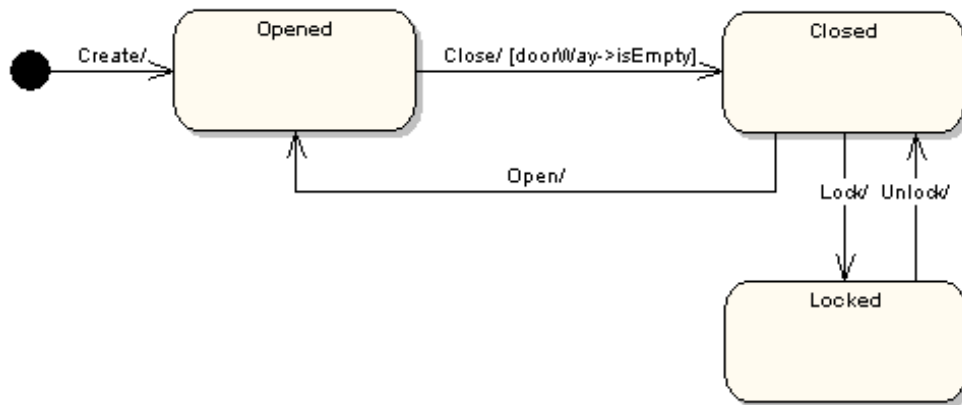 Opened
Closed
Create/
Close/ [doorWay->isEmpty]
Open/
Lock/
Unlock/
Locked